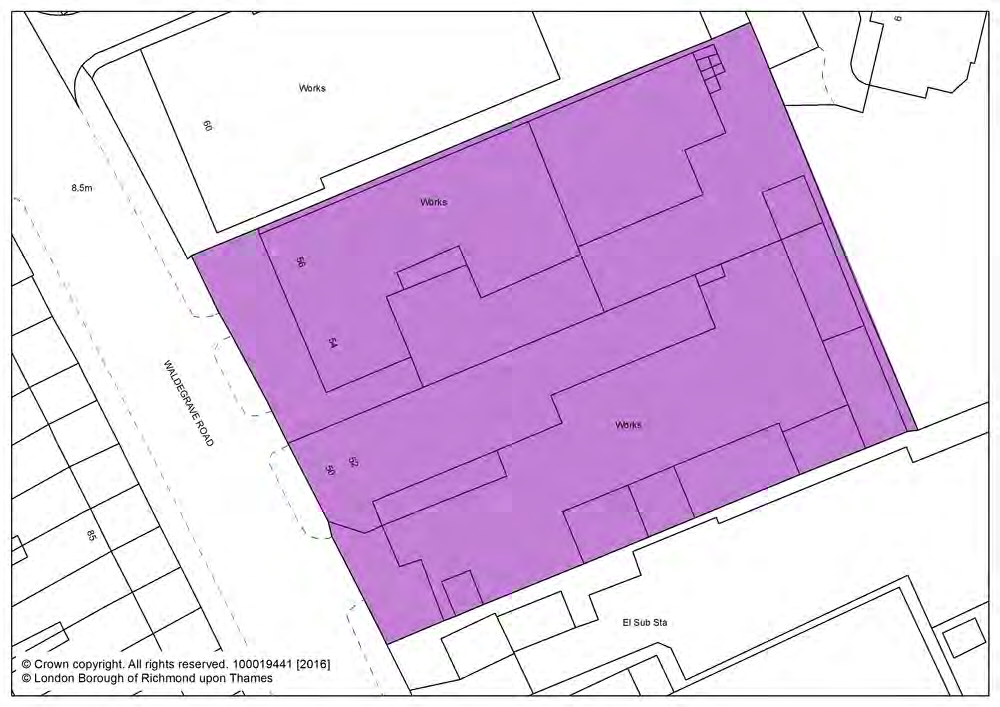 6
Works
60
8.5m
Works
56
54
WALDEGRAVE ROAD
Works
50
52
85
El Sub Sta
© Crown copyright. All rights reserved. 100019441 [2016]
© London Borough of Richmond upon Thames